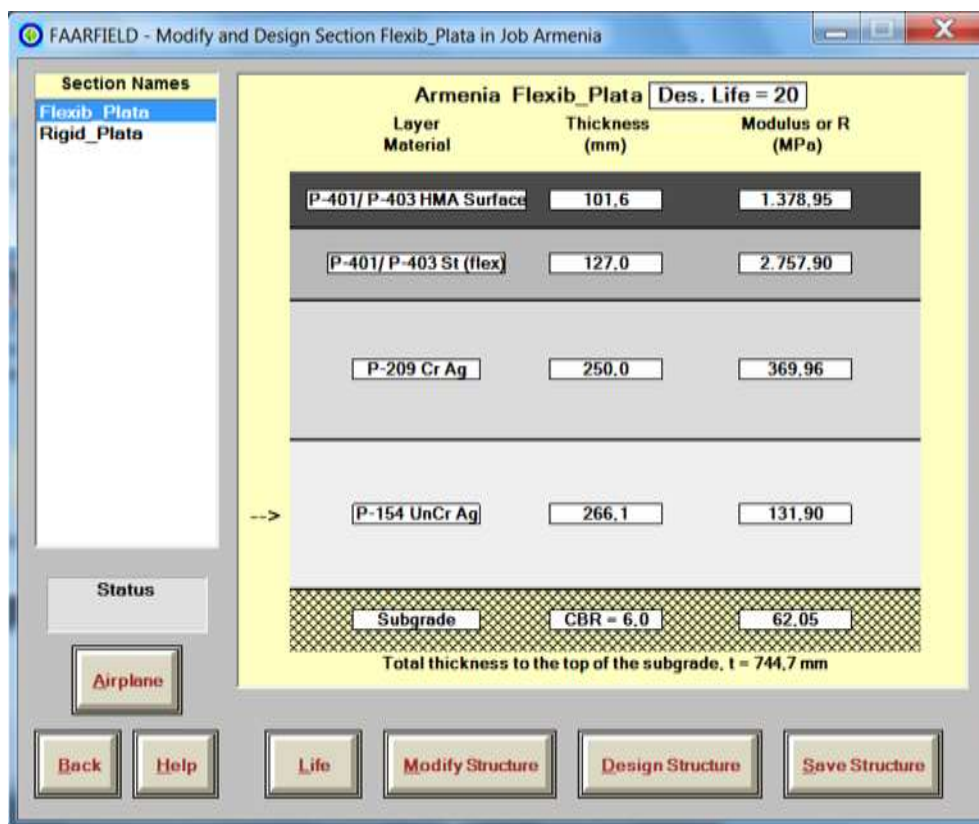 FAARFIELD - Modify and Design Section Flexib_Plata in Job Armenia
Section Names
Flexib_Plata
Rigid_Plata
Armenia Flexib_Plata Des. Life = 20
Layer Material
Thickness (mm)
Modulus or R (MPa)
P-401/ P-403 HMA Surface 101,6 1.378,95
P-401/ P-403 St (flex) 127,0 2.757,90
P-209 Cr Ag 250,0 369,96
--> P-154 UnCr Ag 266,1 131,90
Subgrade CBR = 6,0 62,05
Total thickness to the top of the subgrade, t = 744,7 mm
Status
Airplane
Back Help Life Modify Structure Design Structure Save Structure